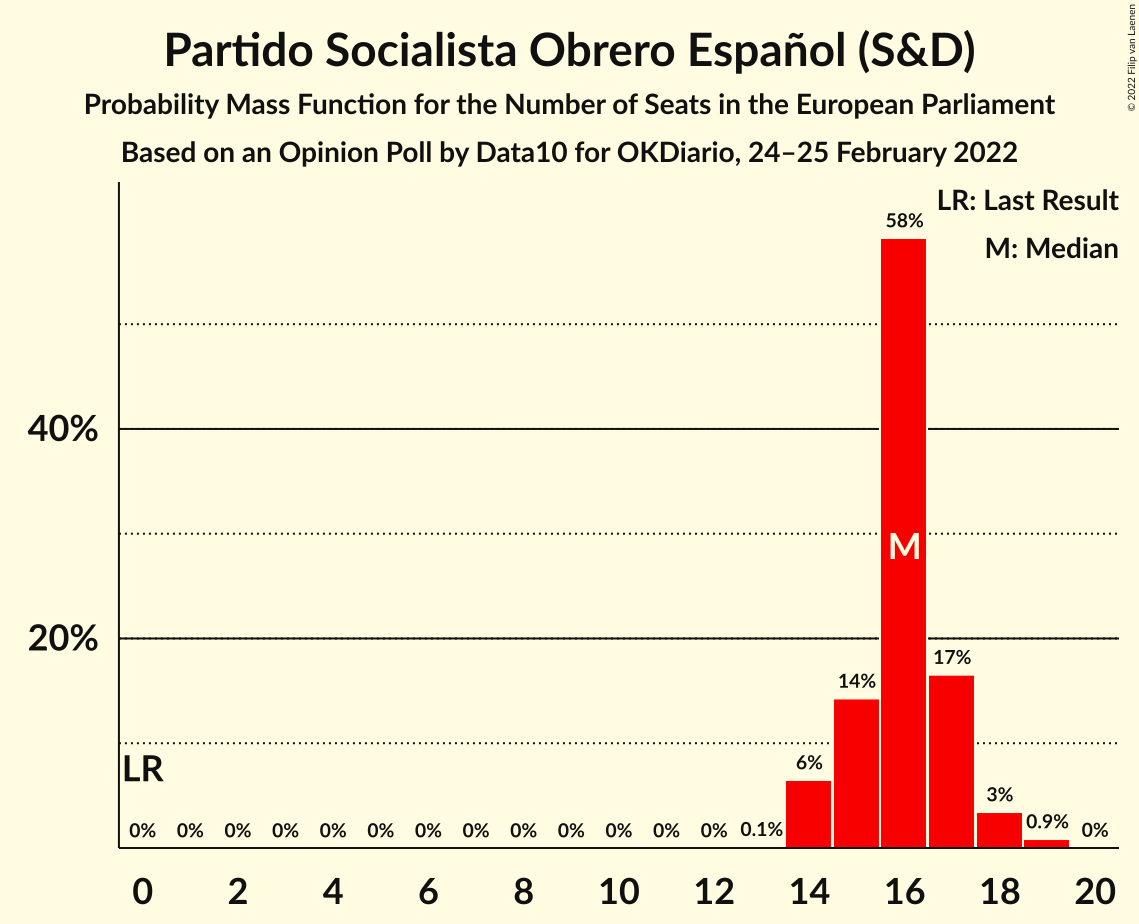 Partido Socialista Obrero Español (S&D)
Probability Mass Function for the Number of Seats in the European Parliament
Based on an Opinion Poll by Data10 for OKDiario, 24–25 February 2022
© 2022 Filip van Laenen
LR: Last Result
M: Median
58%
40%
M
20%
17%
14%
LR
6%
3%
0% 0% 0% 0% 0% 0% 0% 0% 0% 0% 0% 0% 0% 0.1% 0.9% 0%
0 2 4 6 8 10 12 14 16 18 20